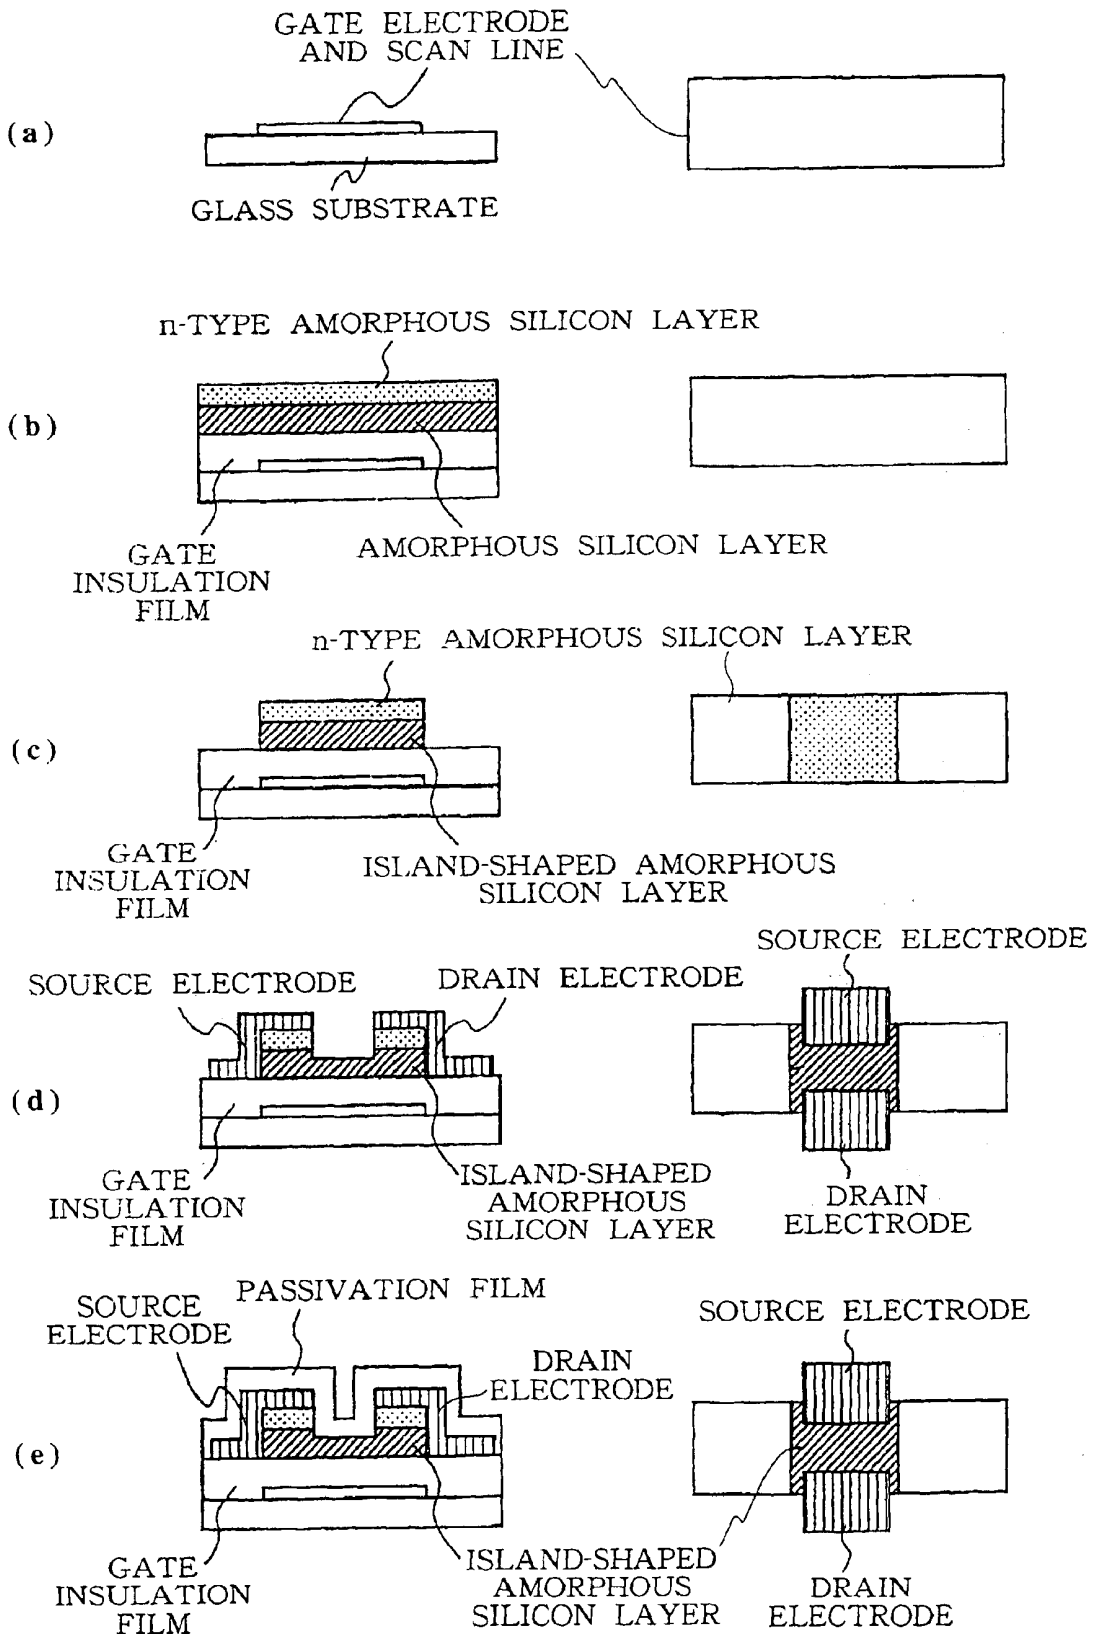 GATE ELECTRODE
AND SCAN LINE
(a)
GLASS SUBSTRATE
n-TYPE AMORPHOUS SILICON LAYER
(b)
GATE
INSULATION
FILM
AMORPHOUS SILICON LAYER
n-TYPE AMORPHOUS SILICON LAYER
(c)
GATE
INSULATION
FILM
ISLAND-SHAPED AMORPHOUS
SILICON LAYER
SOURCE ELECTRODE
DRAIN ELECTRODE
SOURCE ELECTRODE
(d)
GATE
INSULATION
FILM
ISLAND-SHAPED
AMORPHOUS
SILICON LAYER
DRAIN
ELECTRODE
PASSIVATION FILM
SOURCE
ELECTRODE
DRAIN
ELECTRODE
SOURCE ELECTRODE
(e)
GATE
INSULATION
FILM
ISLAND-SHAPED
AMORPHOUS
SILICON LAYER
DRAIN
ELECTRODE